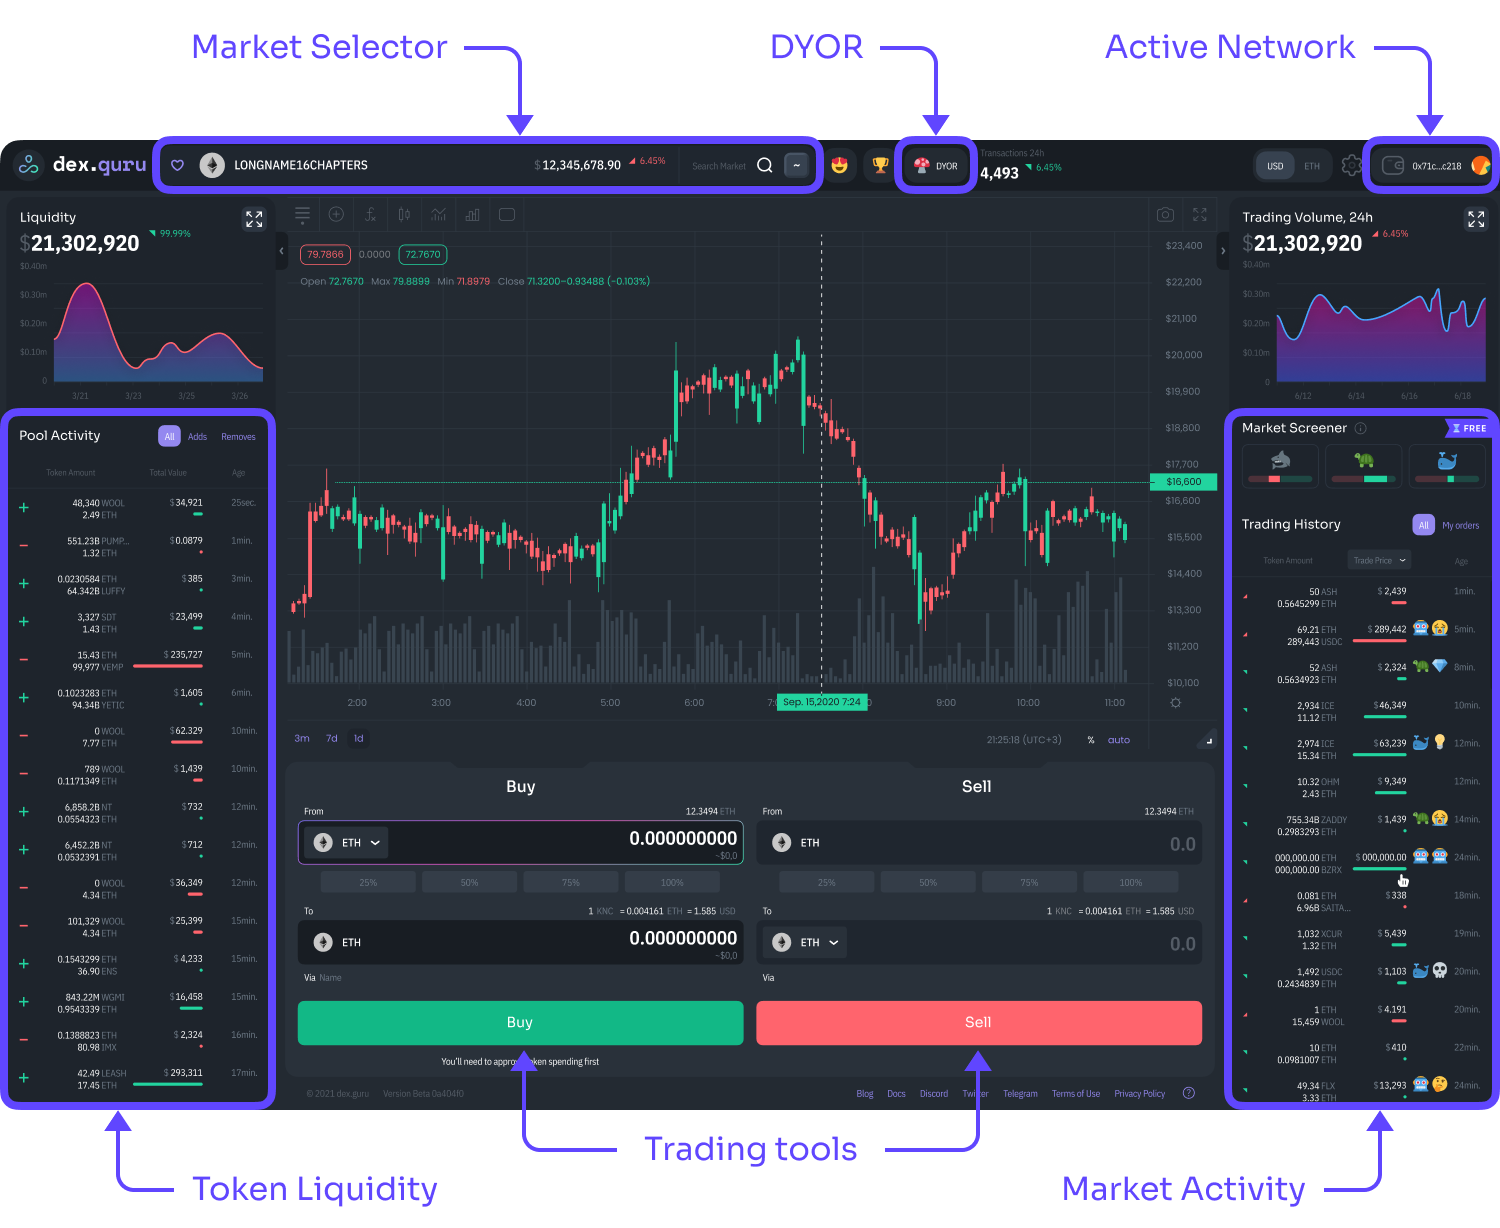 Market Selector
DYOR
Active Network
dex.guru
LONGNAME16CHAPTERS
$12,345,678.90 6.45%
Search Market
~
DYOR
Transactions 24h
4,493 6.45%
USD ETH
0x71c...c218
Liquidity
$21,302,920 99.99%
$0.40m
$0.30m
$0.20m
$0.10m
0
3/21 3/23 3/25 3/26
79.7866 0.0000 72.7670
Open 72.7670 Max 79.8899 Min 71.8979 Close 71.3200−0.93488 (−0.103%)
$23,400
$22,200
$21,100
$20,000
$19,900
$18,800
$17,700
$16,600
$16,600
$15,500
$14,400
$13,300
$11,200
$10,100
2:00 3:00 4:00 5:00 6:00 Sep. 15,2020 7:24 9:00 10:00 11:00
3m 7d 1d
21:25:18 (UTC+3) % auto
Trading Volume, 24h
$21,302,920 6.45%
$0.40m
$0.30m
$0.20m
$0.10m
0
6/12 6/14 6/16 6/18
Pool Activity All Adds Removes
Token Amount Total Value Age
+ 48,340 WOOL $34,921 25sec.
2.49 ETH
− 551.23B PUMP... $0.0879 1min.
1.32 ETH
+ 0.0230584 ETH $385 3min.
64.342B LUFFY
+ 3,327 SDT $23,499 4min.
1.43 ETH
− 15.43 ETH $235,727 5min.
99,977 VEMP
+ 0.1023283 ETH $1,605 6min.
94.34B YETIC
− 0 WOOL $62.329 10min.
7.77 ETH
− 789 WOOL $1,439 10min.
0.1171349 ETH
+ 6,858.2B NT $732 12min.
0.0554323 ETH
+ 6,452.2B NT $712 12min.
0.0532391 ETH
− 0 WOOL $36,349 12min.
4.34 ETH
− 101,329 WOOL $25,399 15min.
4.34 ETH
+ 0.1543299 ETH $4,233 15min.
36.90 ENS
+ 843.22M WGMI $16,458 15min.
0.9543339 ETH
− 0.1388823 ETH $2,324 16min.
80.98 IMX
+ 42.49 LEASH $293,311 17min.
17.45 ETH
Buy
From 12.3494 ETH
ETH 0.000000000
~$0,0
25% 50% 75% 100%
To 1 KNC = 0.004161 ETH = 1.585 USD
ETH 0.000000000
~$0,0
Via Name
Buy
You'll need to approve token spending first
Sell
From 12.3494 ETH
ETH 0.0
25% 50% 75% 100%
To 1 KNC = 0.004161 ETH = 1.585 USD
ETH 0.0
Via
Sell
© 2021 dex.guru Version Beta 0a404f0
Blog Docs Discord Twitter Telegram Terms of Use Privacy Policy ?
Market Screener FREE
Trading History All My orders
Token Amount Trade Price Age
50 ASH $2,439 1min.
0.5645299 ETH
69.21 ETH $289,442 5min.
289,443 USDC
52 ASH $2,324 8min.
0.5634923 ETH
2,934 ICE $46,349 10min.
11.12 ETH
2,974 ICE $63,239 12min.
15.34 ETH
10.32 OHM $9,349 12min.
2.43 ETH
755.34B ZADDY $1,439 14min.
0.2983293 ETH
000,000.00 ETH $000,000.00 24min.
000,000.00 BZRX
0.081 ETH $338 18min.
6.96B SAITA...
1,032 XCUR $5,439 19min.
1.32 ETH
1,492 USDC $1,103 20min.
0.2434839 ETH
1 ETH $4.191 20min.
15,459 WOOL
10 ETH $410 22min.
0.0981007 ETH
49.34 FLX $13,293 24min.
3.33 ETH
Trading tools
Token Liquidity
Market Activity